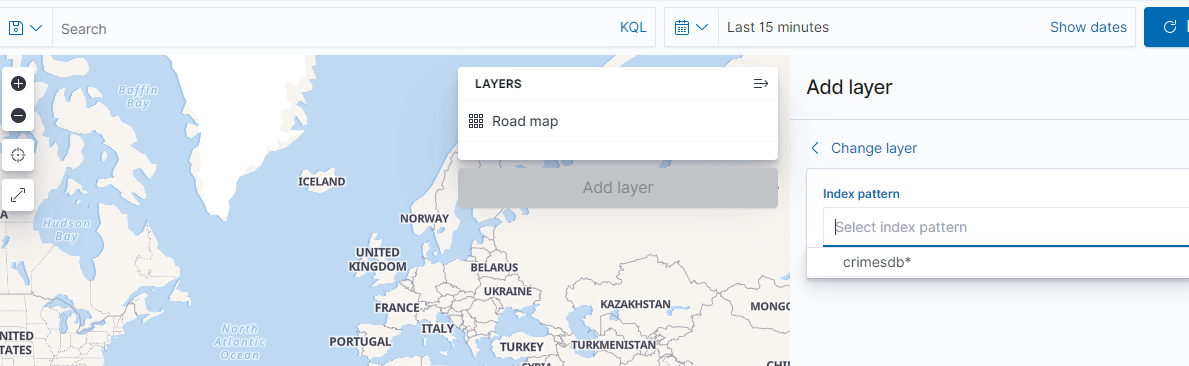 Search
KQL
Last 15 minutes
Show dates
LAYERS
Road map
Add layer
Add layer
Change layer
Index pattern
Select index pattern
crimesdb*
Baffin
Bay
Hudson
Bay
ICELAND
NORWAY
UNITED
KINGDOM
BELARUS
UKRAINE
FRANCE
KAZAKHSTAN
MONGO
ITALY
PORTUGAL
TURKEY
TURKMENISTAN
North
Atlantic
Ocean
NITED
TATES
A